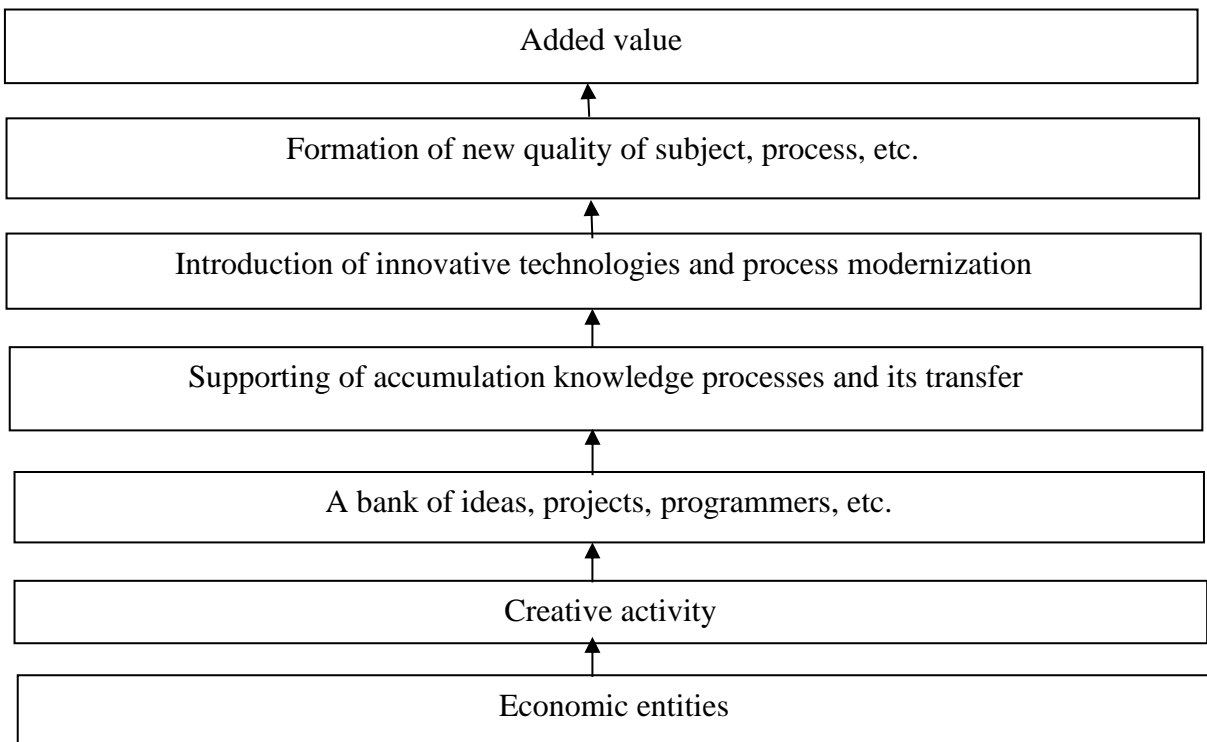 Added value
Formation of new quality of subject, process, etc.
Introduction of innovative technologies and process modernization
Supporting of accumulation knowledge processes and its transfer
A bank of ideas, projects, programmers, etc.
Creative activity
Economic entities